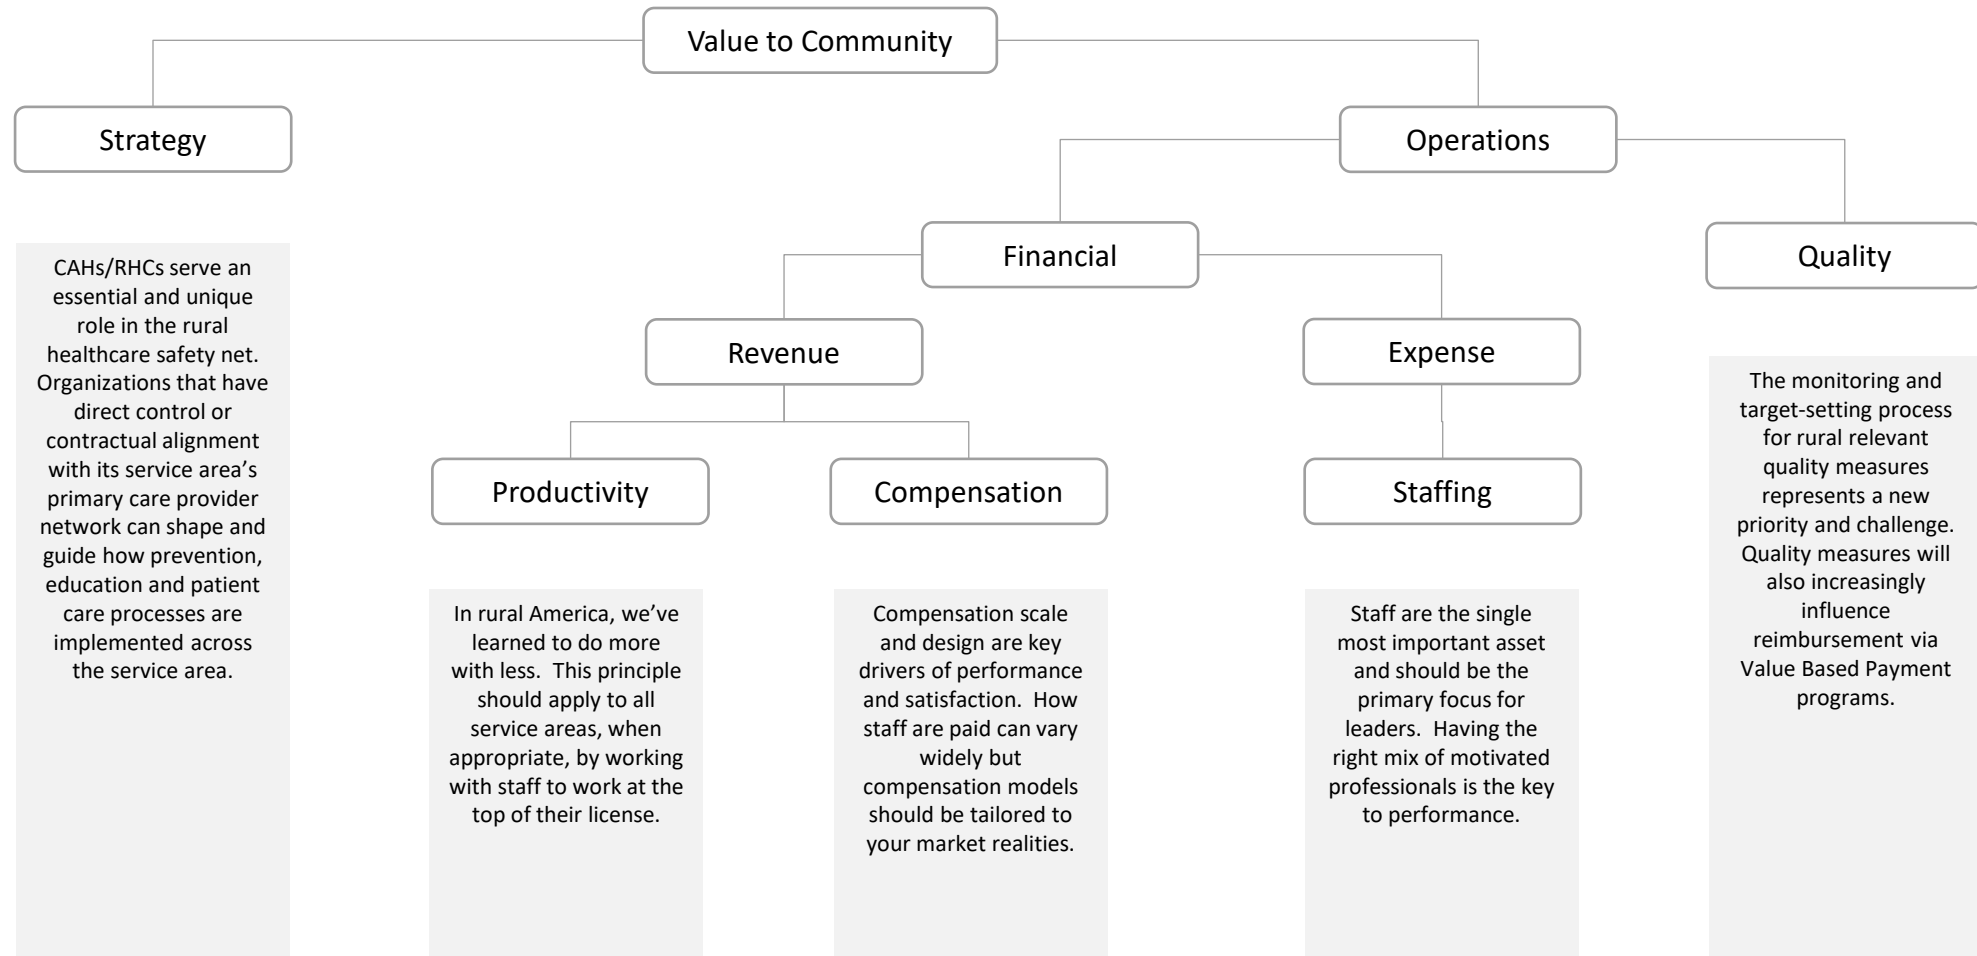 Value to Community
Strategy
Operations
Financial
Quality
Revenue
Expense
Productivity
Compensation
Staffing
CAHs/RHCs serve an
essential and unique
role in the rural
healthcare safety net.
Organizations that have
direct control or
contractual alignment
with its service area’s
primary care provider
network can shape and
guide how prevention,
education and patient
care processes are
implemented across
the service area.
In rural America, we’ve
learned to do more
with less.  This principle
should apply to all
service areas, when
appropriate, by working
with staff to work at the
top of their license.
Compensation scale
and design are key
drivers of performance
and satisfaction.  How
staff are paid can vary
widely but
compensation models
should be tailored to
your market realities.
Staff are the single
most important asset
and should be the
primary focus for
leaders.  Having the
right mix of motivated
professionals is the key
to performance.
The monitoring and
target-setting process
for rural relevant
quality measures
represents a new
priority and challenge.
Quality measures will
also increasingly
influence
reimbursement via
Value Based Payment
programs.